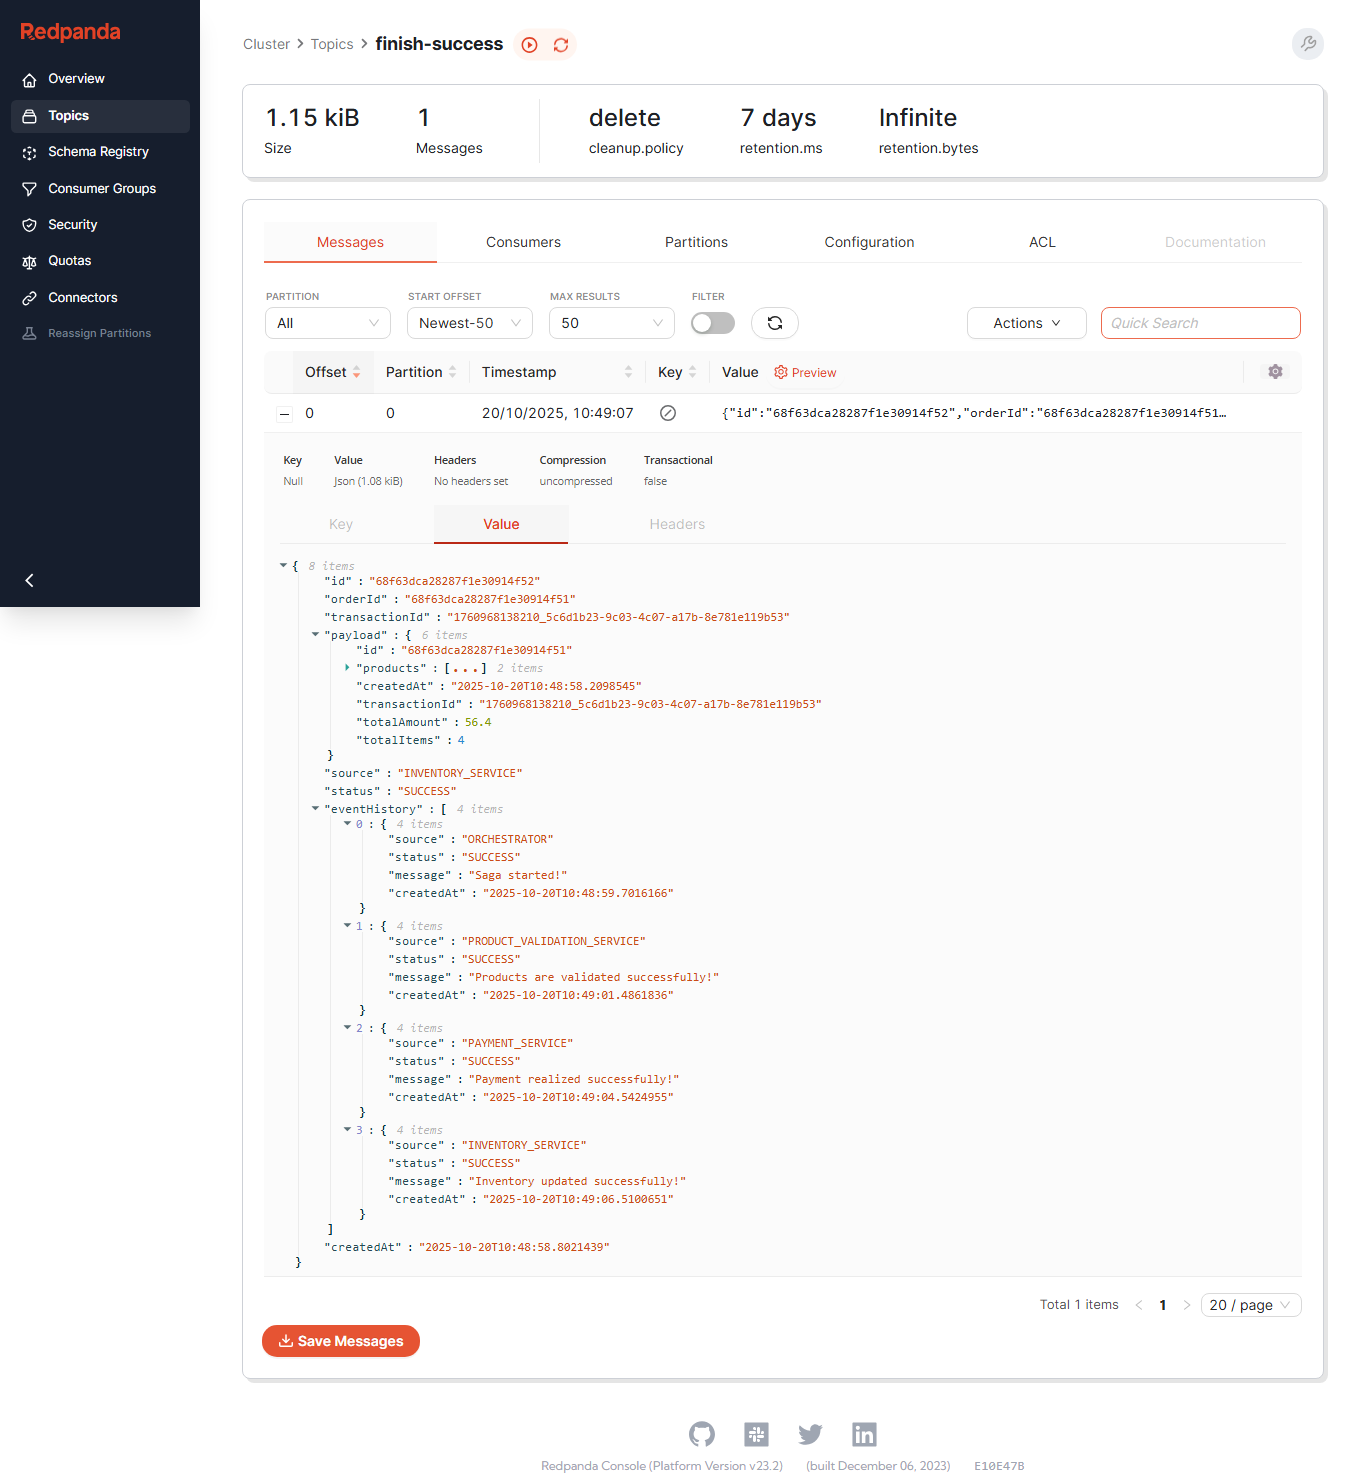 Redpanda
Overview
Topics
Schema Registry
Consumer Groups
Security
Quotas
Connectors
Reassign Partitions
Cluster > Topics > finish-success
1.15 kiB 1 delete 7 days Infinite
Size Messages cleanup.policy retention.ms retention.bytes
Messages Consumers Partitions Configuration ACL Documentation
PARTITION START OFFSET MAX RESULTS FILTER
All Newest-50 50 Actions Quick Search
Offset Partition Timestamp Key Value Preview
0 0 20/10/2025, 10:49:07 {"id":"68f63dca28287f1e30914f52","orderId":"68f63dca28287f1e30914f51…
Key Value Headers Compression Transactional
Null Json (1.08 kiB) No headers set uncompressed false
Key Value Headers
{ 8 items
"id" : "68f63dca28287f1e30914f52"
"orderId" : "68f63dca28287f1e30914f51"
"transactionId" : "1760968138210_5c6d1b23-9c03-4c07-a17b-8e781e119b53"
"payload" : { 6 items
"id" : "68f63dca28287f1e30914f51"
"products" : [...] 2 items
"createdAt" : "2025-10-20T10:48:58.2098545"
"transactionId" : "1760968138210_5c6d1b23-9c03-4c07-a17b-8e781e119b53"
"totalAmount" : 56.4
"totalItems" : 4
}
"source" : "INVENTORY_SERVICE"
"status" : "SUCCESS"
"eventHistory" : [ 4 items
0 : { 4 items
"source" : "ORCHESTRATOR"
"status" : "SUCCESS"
"message" : "Saga started!"
"createdAt" : "2025-10-20T10:48:59.7016166"
}
1 : { 4 items
"source" : "PRODUCT_VALIDATION_SERVICE"
"status" : "SUCCESS"
"message" : "Products are validated successfully!"
"createdAt" : "2025-10-20T10:49:01.4861836"
}
2 : { 4 items
"source" : "PAYMENT_SERVICE"
"status" : "SUCCESS"
"message" : "Payment realized successfully!"
"createdAt" : "2025-10-20T10:49:04.5424955"
}
3 : { 4 items
"source" : "INVENTORY_SERVICE"
"status" : "SUCCESS"
"message" : "Inventory updated successfully!"
"createdAt" : "2025-10-20T10:49:06.5100651"
}
]
"createdAt" : "2025-10-20T10:48:58.8021439"
}
Total 1 items < 1 > 20 / page
Save Messages
Redpanda Console (Platform Version v23.2) (built December 06, 2023) E10E47B